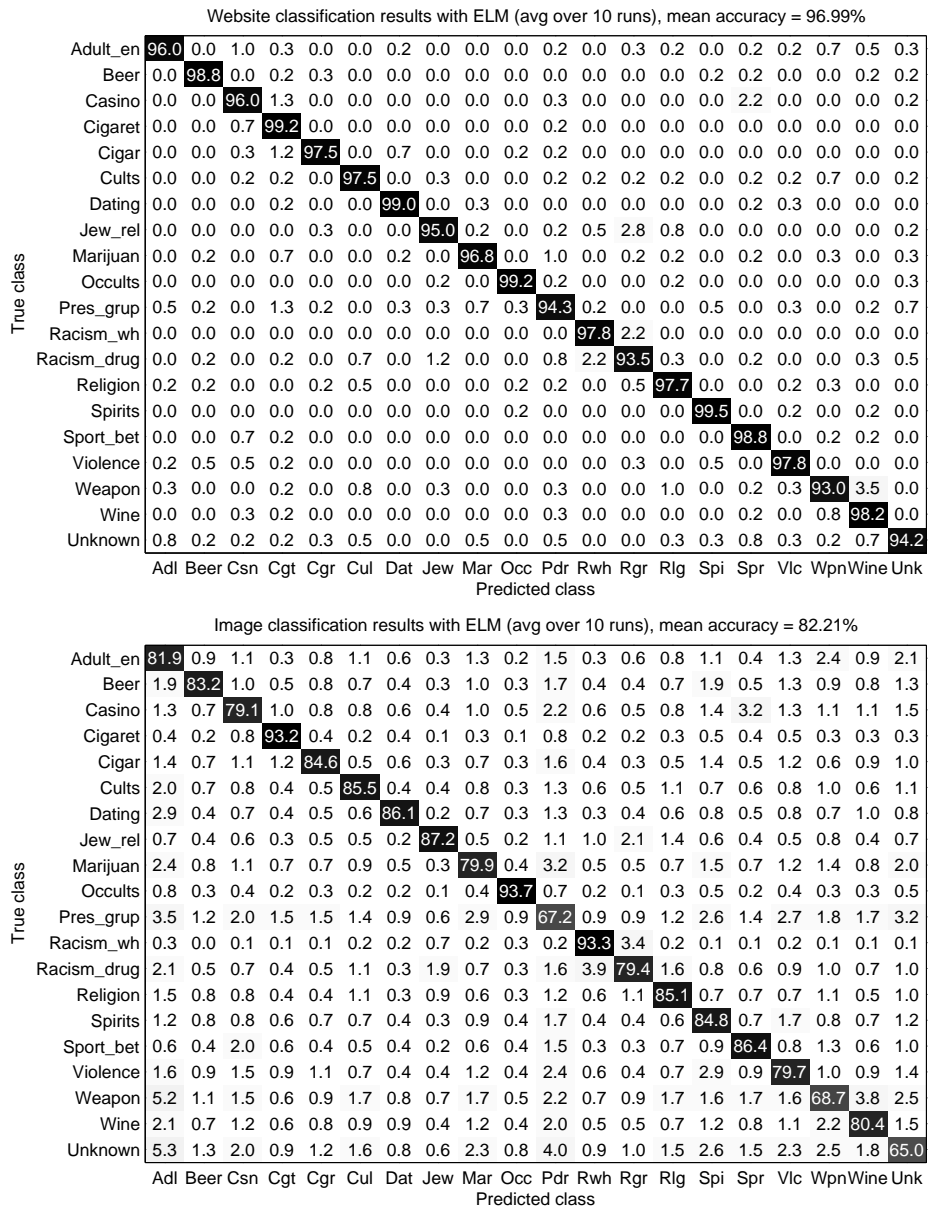 Website classification results with ELM (avg over 10 runs), mean accuracy = 96.99%
True class
Adult_en 96.0 0.0 1.0 0.3 0.0 0.0 0.2 0.0 0.0 0.0 0.2 0.0 0.3 0.2 0.0 0.2 0.2 0.7 0.5 0.3
Beer 0.0 98.8 0.0 0.2 0.3 0.0 0.0 0.0 0.0 0.0 0.0 0.0 0.0 0.0 0.2 0.2 0.0 0.0 0.2 0.2
Casino 0.0 0.0 96.0 1.3 0.0 0.0 0.0 0.0 0.0 0.0 0.3 0.0 0.0 0.0 0.0 2.2 0.0 0.0 0.0 0.2
Cigaret 0.0 0.0 0.7 99.2 0.0 0.0 0.0 0.0 0.0 0.0 0.2 0.0 0.0 0.0 0.0 0.0 0.0 0.0 0.0 0.0
Cigar 0.0 0.0 0.3 1.2 97.5 0.0 0.7 0.0 0.0 0.2 0.2 0.0 0.0 0.0 0.0 0.0 0.0 0.0 0.0 0.0
Cults 0.0 0.0 0.2 0.2 0.0 97.5 0.0 0.3 0.0 0.0 0.2 0.2 0.2 0.2 0.0 0.2 0.2 0.7 0.0 0.2
Dating 0.0 0.0 0.0 0.2 0.0 0.0 99.0 0.0 0.3 0.0 0.0 0.0 0.0 0.0 0.0 0.2 0.3 0.0 0.0 0.0
Jew_rel 0.0 0.0 0.0 0.0 0.3 0.0 0.0 95.0 0.2 0.0 0.2 0.5 2.8 0.8 0.0 0.0 0.0 0.0 0.0 0.2
Marijuan 0.0 0.2 0.0 0.7 0.0 0.0 0.2 0.0 96.8 0.0 1.0 0.0 0.2 0.2 0.0 0.2 0.0 0.3 0.0 0.3
Occults 0.0 0.0 0.0 0.0 0.0 0.0 0.0 0.2 0.0 99.2 0.2 0.0 0.0 0.2 0.0 0.0 0.0 0.0 0.0 0.3
Pres_grup 0.5 0.2 0.0 1.3 0.2 0.0 0.3 0.3 0.7 0.3 94.3 0.2 0.0 0.0 0.5 0.0 0.3 0.0 0.2 0.7
Racism_wh 0.0 0.0 0.0 0.0 0.0 0.0 0.0 0.0 0.0 0.0 0.0 97.8 2.2 0.0 0.0 0.0 0.0 0.0 0.0 0.0
Racism_drug 0.0 0.2 0.0 0.2 0.0 0.7 0.0 1.2 0.0 0.0 0.8 2.2 93.5 0.3 0.0 0.2 0.0 0.0 0.3 0.5
Religion 0.2 0.2 0.0 0.0 0.2 0.5 0.0 0.0 0.0 0.2 0.2 0.0 0.5 97.7 0.0 0.0 0.2 0.3 0.0 0.0
Spirits 0.0 0.0 0.0 0.0 0.0 0.0 0.0 0.0 0.0 0.2 0.0 0.0 0.0 0.0 99.5 0.0 0.2 0.0 0.2 0.0
Sport_bet 0.0 0.0 0.7 0.2 0.0 0.0 0.0 0.0 0.0 0.0 0.0 0.0 0.0 0.0 0.0 98.8 0.0 0.2 0.2 0.0
Violence 0.2 0.5 0.5 0.2 0.0 0.0 0.0 0.0 0.0 0.0 0.0 0.0 0.3 0.0 0.5 0.0 97.8 0.0 0.0 0.0
Weapon 0.3 0.0 0.0 0.2 0.0 0.8 0.0 0.3 0.0 0.0 0.3 0.0 0.0 1.0 0.0 0.2 0.3 93.0 3.5 0.0
Wine 0.0 0.0 0.3 0.2 0.0 0.0 0.0 0.0 0.0 0.0 0.3 0.0 0.0 0.0 0.0 0.2 0.0 0.8 98.2 0.0
Unknown 0.8 0.2 0.2 0.2 0.3 0.5 0.0 0.0 0.5 0.0 0.5 0.0 0.0 0.3 0.3 0.8 0.3 0.2 0.7 94.2
Adl Beer Csn Cgt Cgr Cul Dat Jew Mar Occ Pdr Rwh Rgr Rlg Spi Spr Vlc Wpn Wine Unk
Predicted class
Image classification results with ELM (avg over 10 runs), mean accuracy = 82.21%
True class
Adult_en 81.9 0.9 1.1 0.3 0.8 1.1 0.6 0.3 1.3 0.2 1.5 0.3 0.6 0.8 1.1 0.4 1.3 2.4 0.9 2.1
Beer 1.9 83.2 1.0 0.5 0.8 0.7 0.4 0.3 1.0 0.3 1.7 0.4 0.4 0.7 1.9 0.5 1.3 0.9 0.8 1.3
Casino 1.3 0.7 79.1 1.0 0.8 0.8 0.6 0.4 1.0 0.5 2.2 0.6 0.5 0.8 1.4 3.2 1.3 1.1 1.1 1.5
Cigaret 0.4 0.2 0.8 93.2 0.4 0.2 0.4 0.1 0.3 0.1 0.8 0.2 0.2 0.3 0.5 0.4 0.5 0.3 0.3 0.3
Cigar 1.4 0.7 1.1 1.2 84.6 0.5 0.6 0.3 0.7 0.3 1.6 0.4 0.3 0.5 1.4 0.5 1.2 0.6 0.9 1.0
Cults 2.0 0.7 0.8 0.4 0.5 85.5 0.4 0.4 0.8 0.3 1.3 0.6 0.5 1.1 0.7 0.6 0.8 1.0 0.6 1.1
Dating 2.9 0.4 0.7 0.4 0.5 0.6 86.1 0.2 0.7 0.3 1.3 0.3 0.4 0.6 0.8 0.5 0.8 0.7 1.0 0.8
Jew_rel 0.7 0.4 0.6 0.3 0.5 0.5 0.2 87.2 0.5 0.2 1.1 1.0 2.1 1.4 0.6 0.4 0.5 0.8 0.4 0.7
Marijuan 2.4 0.8 1.1 0.7 0.7 0.9 0.5 0.3 79.9 0.4 3.2 0.5 0.5 0.7 1.5 0.7 1.2 1.4 0.8 2.0
Occults 0.8 0.3 0.4 0.2 0.3 0.2 0.2 0.1 0.4 93.7 0.7 0.2 0.1 0.3 0.5 0.2 0.4 0.3 0.3 0.5
Pres_grup 3.5 1.2 2.0 1.5 1.5 1.4 0.9 0.6 2.9 0.9 67.2 0.9 0.9 1.2 2.6 1.4 2.7 1.8 1.7 3.2
Racism_wh 0.3 0.0 0.1 0.1 0.1 0.2 0.2 0.7 0.2 0.3 0.2 93.3 3.4 0.2 0.1 0.1 0.2 0.1 0.1 0.1
Racism_drug 2.1 0.5 0.7 0.4 0.5 1.1 0.3 1.9 0.7 0.3 1.6 3.9 79.4 1.6 0.8 0.6 0.9 1.0 0.7 1.0
Religion 1.5 0.8 0.8 0.4 0.4 1.1 0.3 0.9 0.6 0.3 1.2 0.6 1.1 85.1 0.7 0.7 0.7 1.1 0.5 1.0
Spirits 1.2 0.8 0.8 0.6 0.7 0.7 0.4 0.3 0.9 0.4 1.7 0.4 0.4 0.6 84.8 0.7 1.7 0.8 0.7 1.2
Sport_bet 0.6 0.4 2.0 0.6 0.4 0.5 0.4 0.2 0.6 0.4 1.5 0.3 0.3 0.7 0.9 86.4 0.8 1.3 0.6 1.0
Violence 1.6 0.9 1.5 0.9 1.1 0.7 0.4 0.4 1.2 0.4 2.4 0.6 0.4 0.7 2.9 0.9 79.7 1.0 0.9 1.4
Weapon 5.2 1.1 1.5 0.6 0.9 1.7 0.8 0.7 1.7 0.5 2.2 0.7 0.9 1.7 1.6 1.7 1.6 68.7 3.8 2.5
Wine 2.1 0.7 1.2 0.6 0.8 0.9 0.9 0.4 1.2 0.4 2.0 0.5 0.5 0.7 1.2 0.8 1.1 2.2 80.4 1.5
Unknown 5.3 1.3 2.0 0.9 1.2 1.6 0.8 0.6 2.3 0.8 4.0 0.9 1.0 1.5 2.6 1.5 2.3 2.5 1.8 65.0
Adl Beer Csn Cgt Cgr Cul Dat Jew Mar Occ Pdr Rwh Rgr Rlg Spi Spr Vlc Wpn Wine Unk
Predicted class